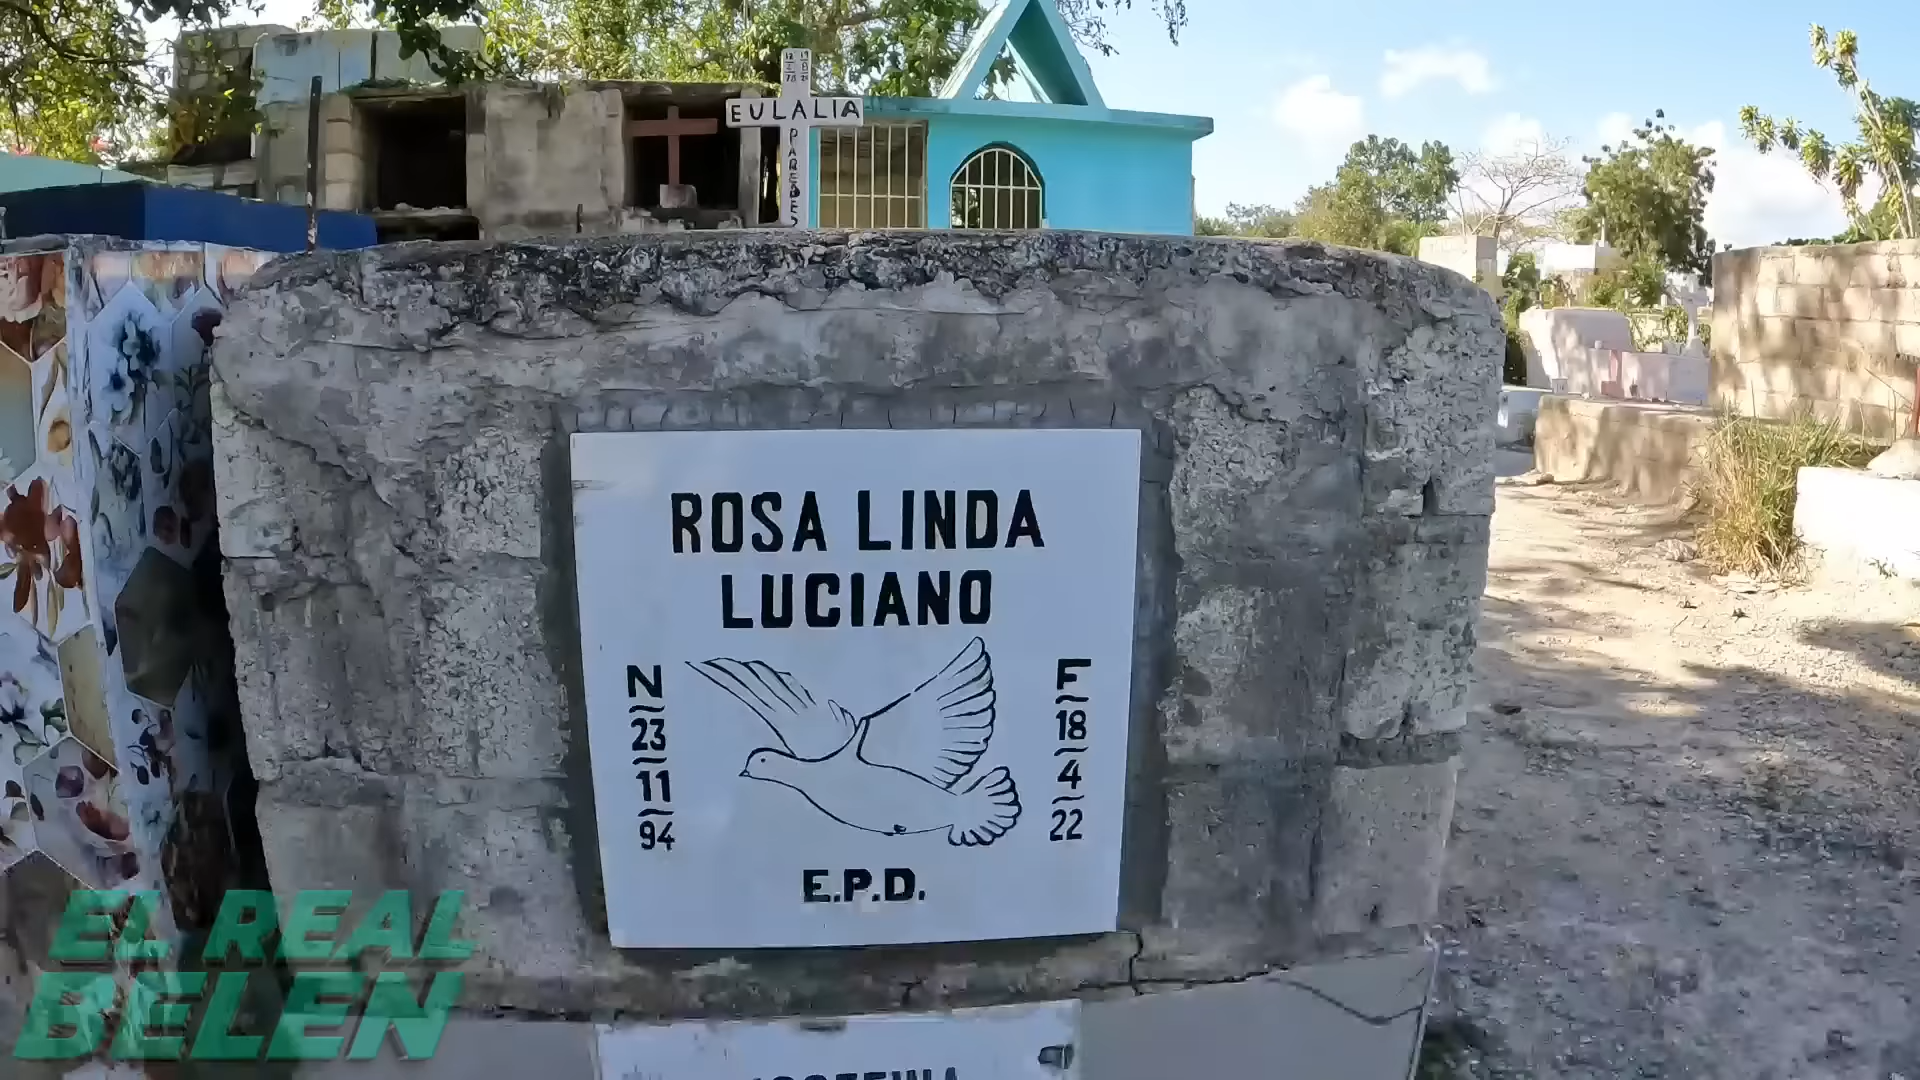 EULALIA
PAREDES
ROSA LINDA
LUCIANO
N
23
11
94
F
18
4
22
E.P.D.
EL REAL
BELEN